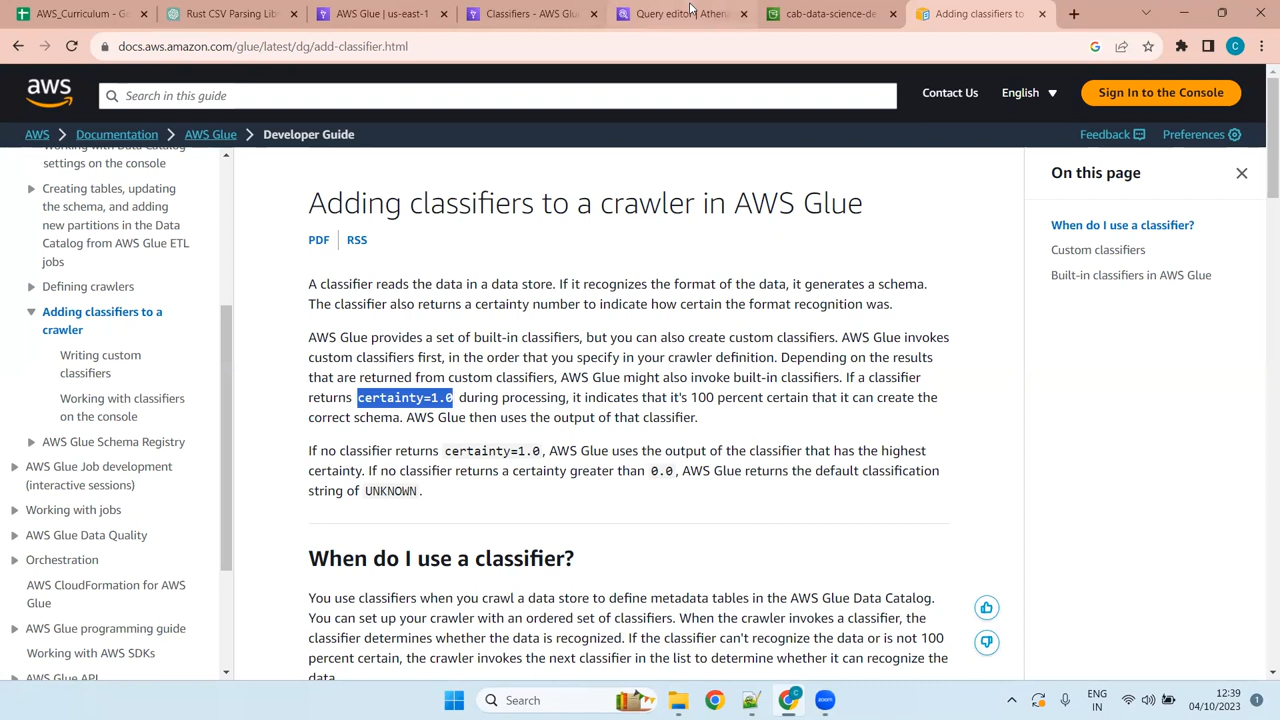 AWS_Curriculum - G
Rust CSV Parsing Lib
AWS Glue | us-east-1
Classifiers - AWS Glu
Query editor | Athen
cab-data-science-de
Adding classifiers to
docs.aws.amazon.com/glue/latest/dg/add-classifier.html
C
aws
Search in this guide
Contact Us
English
Sign In to the Console
AWS > Documentation > AWS Glue > Developer Guide
Feedback
Preferences
Working with Data Catalog
settings on the console
Creating tables, updating
the schema, and adding
new partitions in the Data
Catalog from AWS Glue ETL
jobs
Defining crawlers
Adding classifiers to a
crawler
Writing custom
classifiers
Working with classifiers
on the console
AWS Glue Schema Registry
AWS Glue Job development
(interactive sessions)
Working with jobs
AWS Glue Data Quality
Orchestration
AWS CloudFormation for AWS
Glue
AWS Glue programming guide
Working with AWS SDKs
AWS Glue API
Adding classifiers to a crawler in AWS Glue
PDF
RSS
A classifier reads the data in a data store. If it recognizes the format of the data, it generates a schema.
The classifier also returns a certainty number to indicate how certain the format recognition was.
AWS Glue provides a set of built-in classifiers, but you can also create custom classifiers. AWS Glue invokes
custom classifiers first, in the order that you specify in your crawler definition. Depending on the results
that are returned from custom classifiers, AWS Glue might also invoke built-in classifiers. If a classifier
returns certainty=1.0 during processing, it indicates that it's 100 percent certain that it can create the
correct schema. AWS Glue then uses the output of that classifier.
If no classifier returns certainty=1.0, AWS Glue uses the output of the classifier that has the highest
certainty. If no classifier returns a certainty greater than 0.0, AWS Glue returns the default classification
string of UNKNOWN.
When do I use a classifier?
You use classifiers when you crawl a data store to define metadata tables in the AWS Glue Data Catalog.
You can set up your crawler with an ordered set of classifiers. When the crawler invokes a classifier, the
classifier determines whether the data is recognized. If the classifier can't recognize the data or is not 100
percent certain, the crawler invokes the next classifier in the list to determine whether it can recognize the
data.
On this page
When do I use a classifier?
Custom classifiers
Built-in classifiers in AWS Glue
Search
C
zoom
ENG
IN
12:39
04/10/2023
1